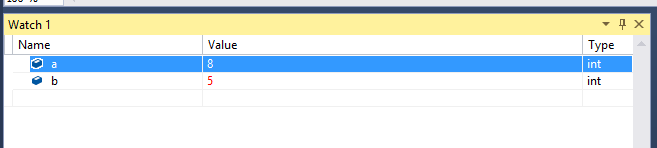 Watch 1
Name Value Type
a 8 int
b 5 int